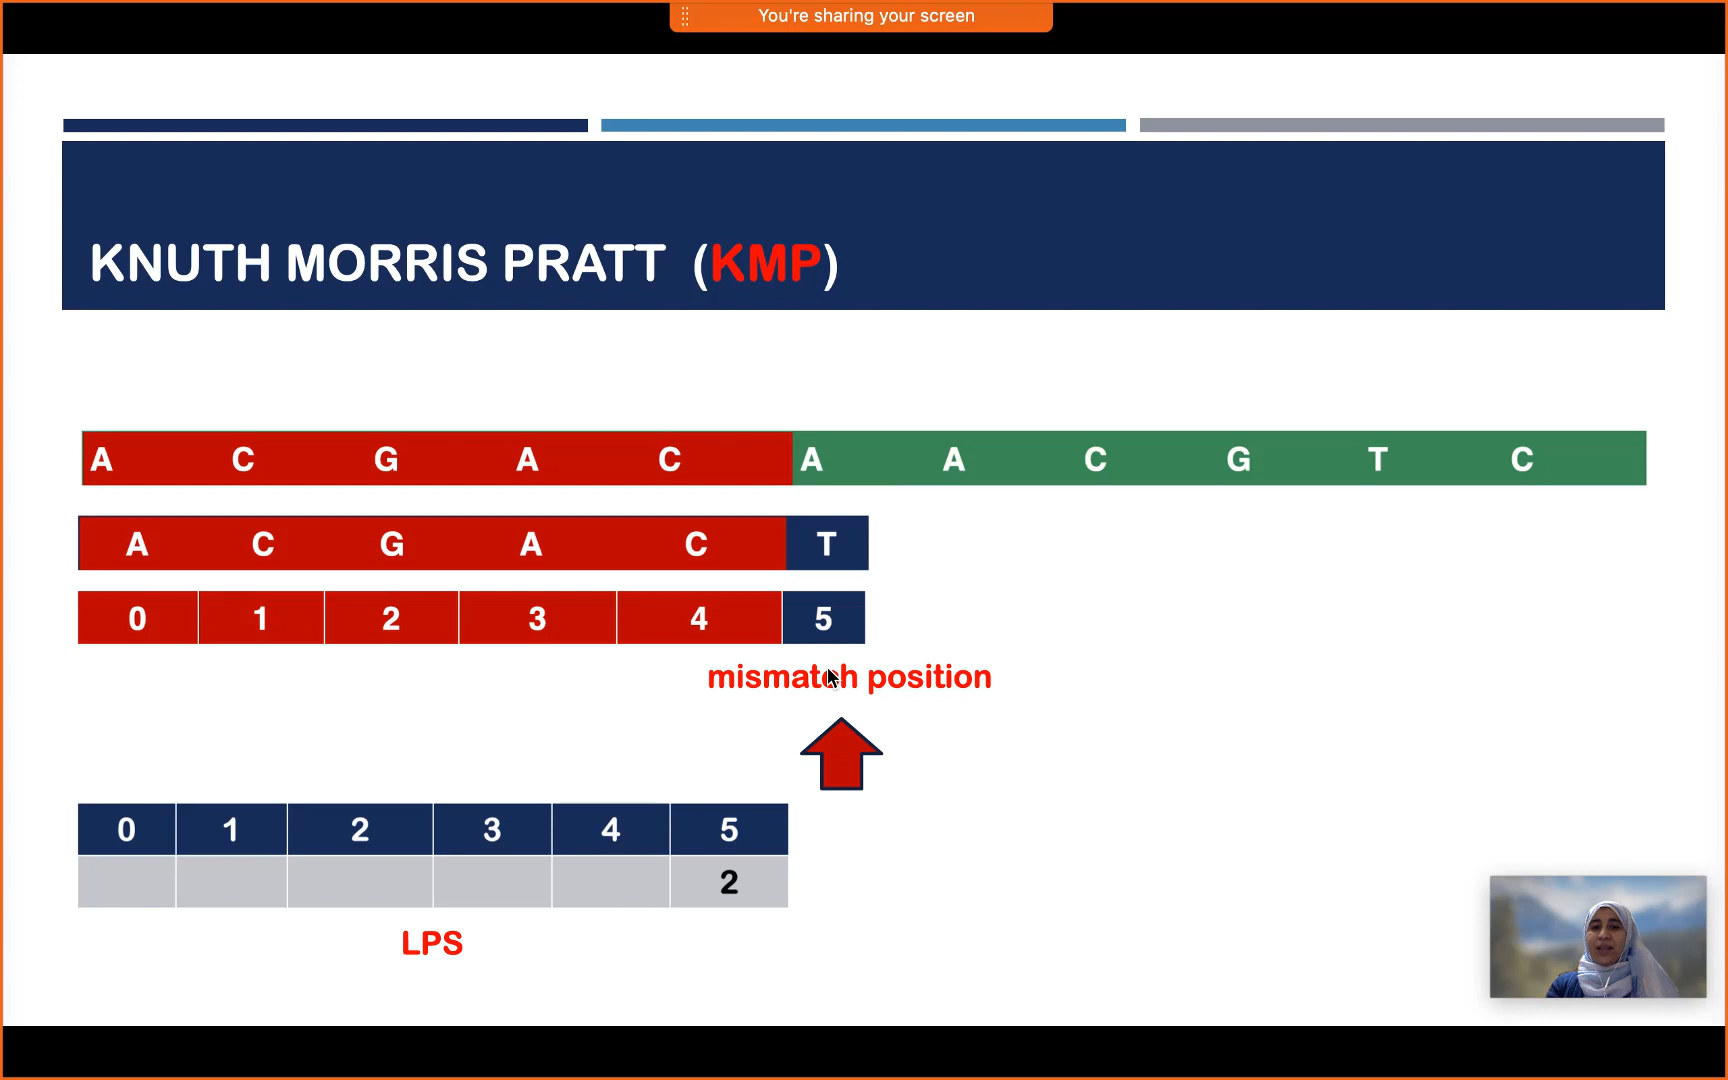 You're sharing your screen
KNUTH MORRIS PRATT (KMP)
A C G A C A A C G T C
A C G A C T
0 1 2 3 4 5
mismatch position
0 1 2 3 4 5
2
LPS